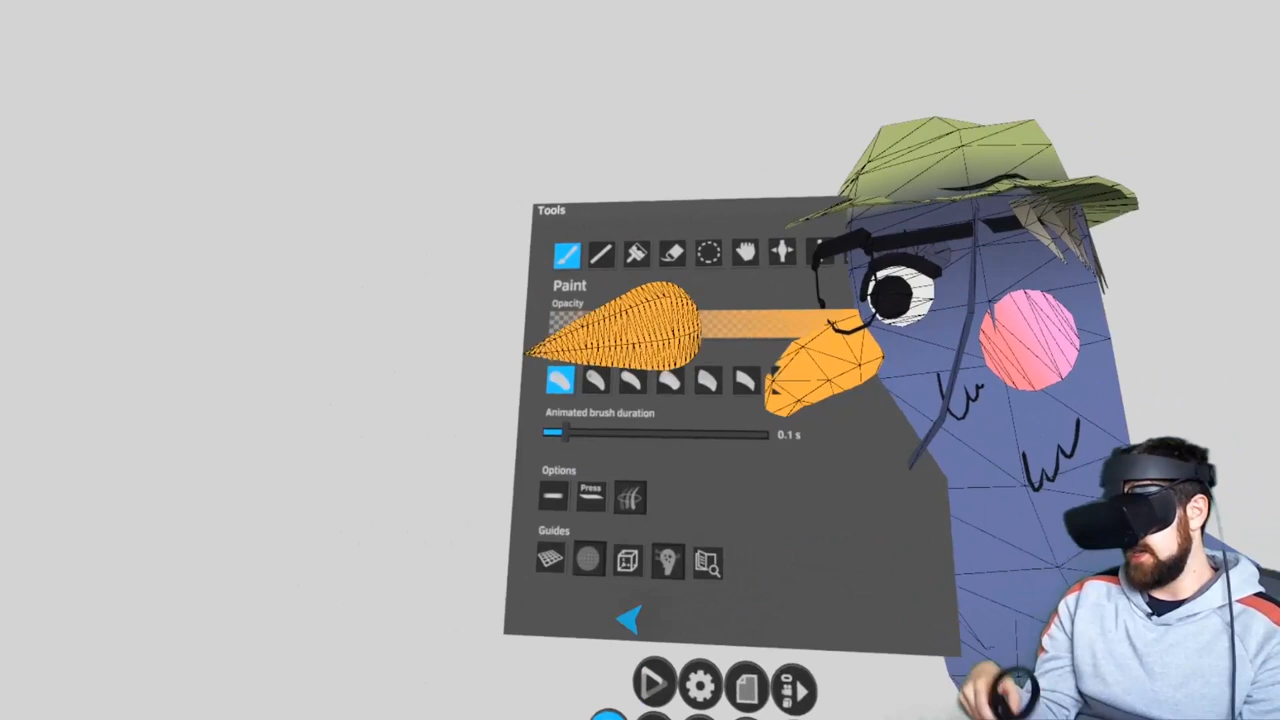 Tools
Paint
Opacity
Animated brush duration
0.1 s
Options
Press
Guides